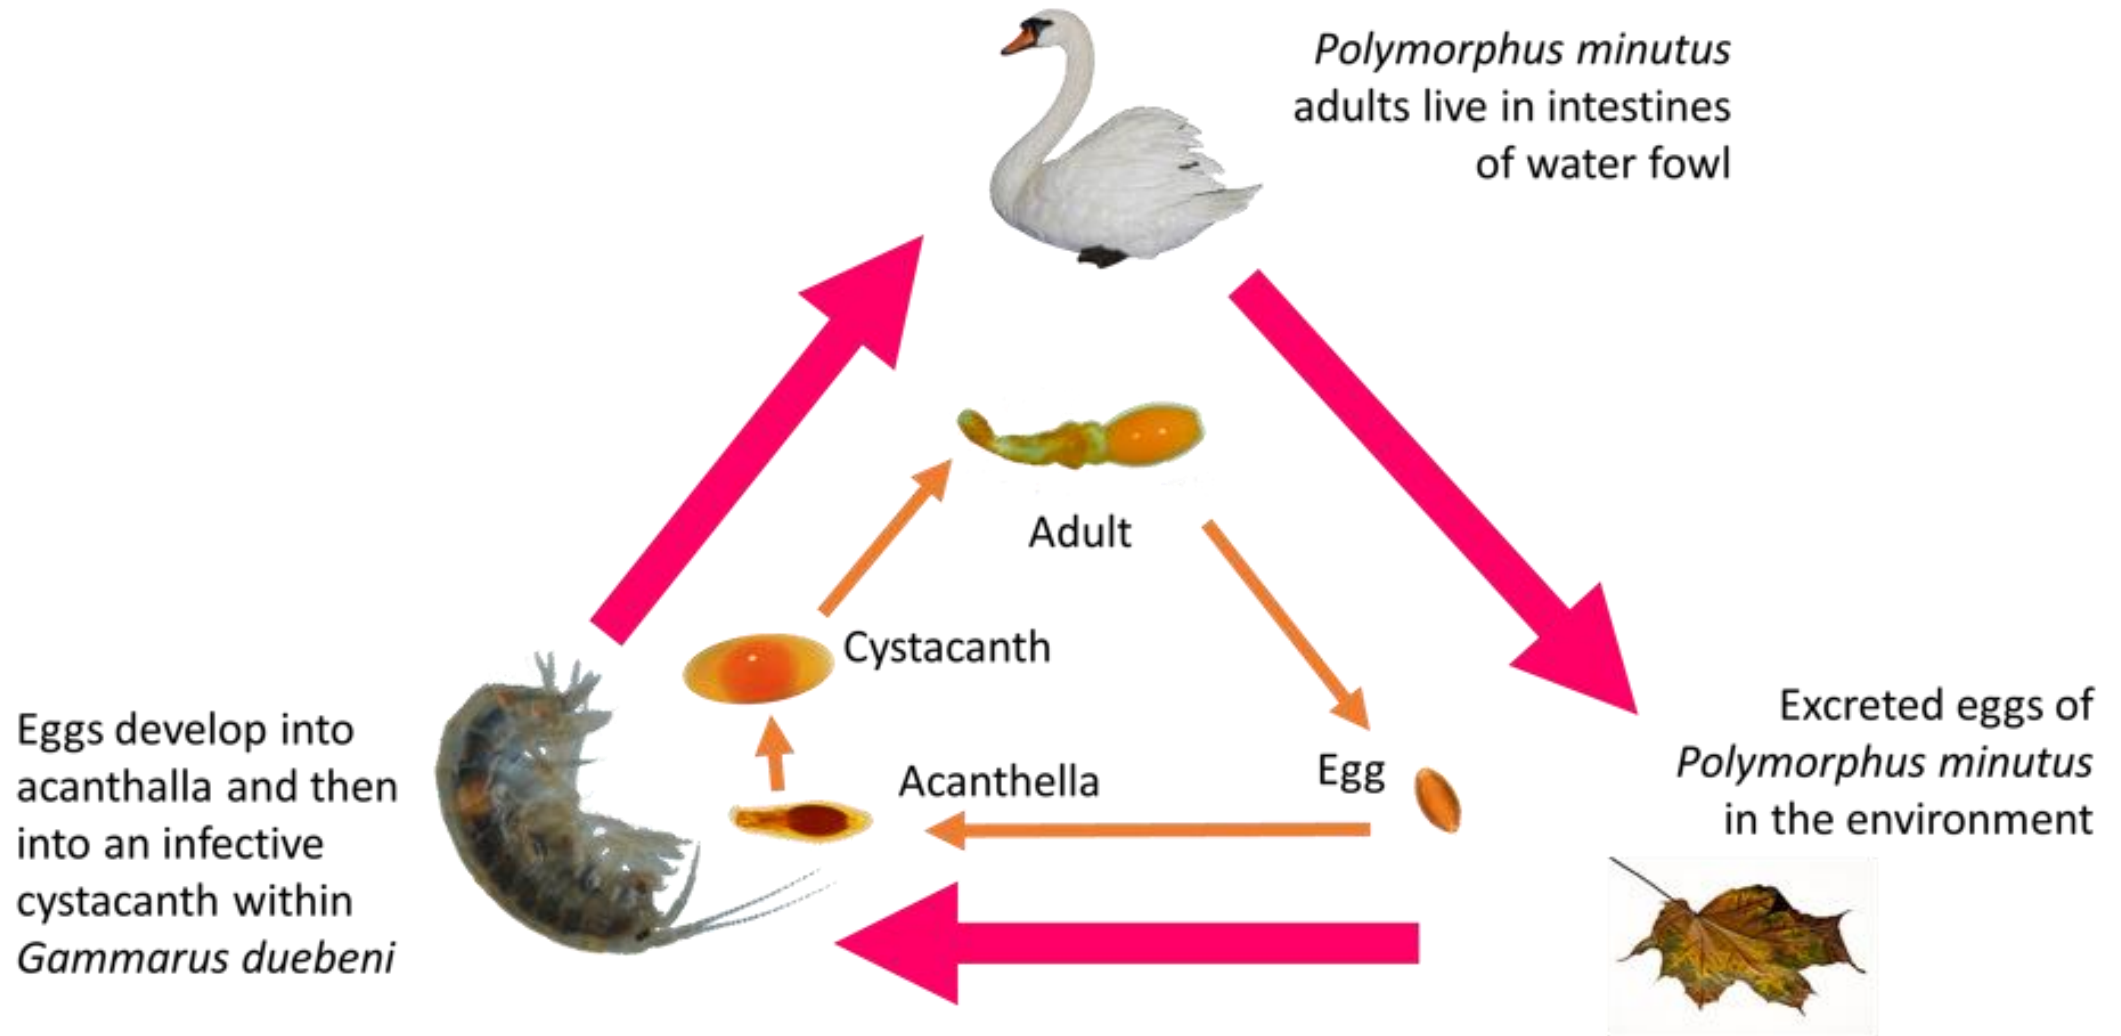 Polymorphus minutus
adults live in intestines
of water fowl
Adult
Cystacanth
Acanthella
Egg
Excreted eggs of
Polymorphus minutus
in the environment
Eggs develop into
acanthalla and then
into an infective
cystacanth within
Gammarus duebeni